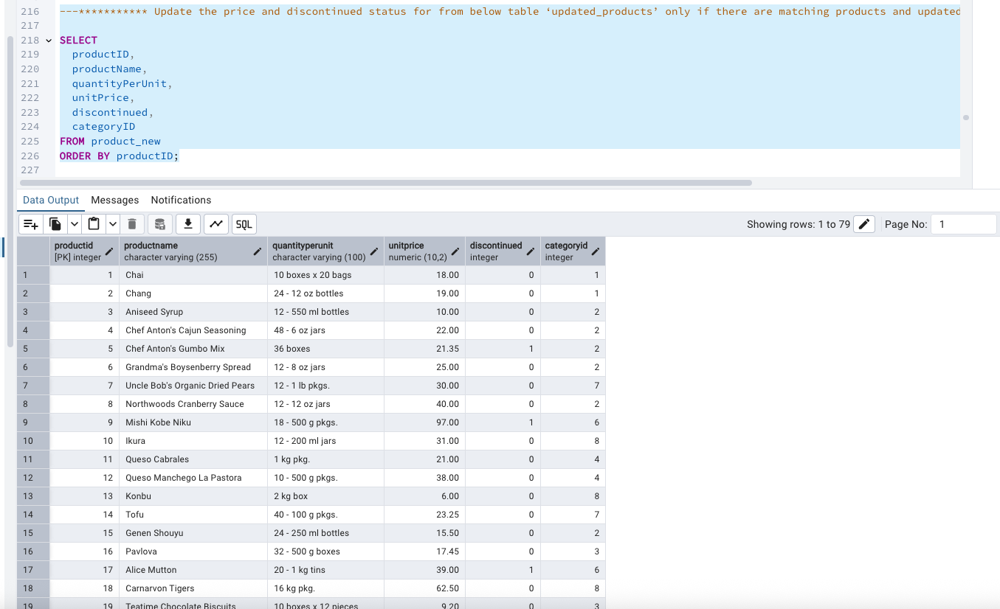 216 ---*********** Update the price and discontinued status for from below table ‘updated_products’ only if there are matching products and updated
217
218 SELECT
219 productID,
220 productName,
221 quantityPerUnit,
222 unitPrice,
223 discontinued,
224 categoryID
225 FROM product_new
226 ORDER BY productID;
227
Data Output Messages Notifications
SQL Showing rows: 1 to 79 Page No: 1
productid productname quantityperunit unitprice discontinued categoryid
[PK] integer character varying (255) character varying (100) numeric (10,2) integer integer
1 1 Chai 10 boxes x 20 bags 18.00 0 1
2 2 Chang 24 - 12 oz bottles 19.00 0 1
3 3 Aniseed Syrup 12 - 550 ml bottles 10.00 0 2
4 4 Chef Anton's Cajun Seasoning 48 - 6 oz jars 22.00 0 2
5 5 Chef Anton's Gumbo Mix 36 boxes 21.35 1 2
6 6 Grandma's Boysenberry Spread 12 - 8 oz jars 25.00 0 2
7 7 Uncle Bob's Organic Dried Pears 12 - 1 lb pkgs. 30.00 0 7
8 8 Northwoods Cranberry Sauce 12 - 12 oz jars 40.00 0 2
9 9 Mishi Kobe Niku 18 - 500 g pkgs. 97.00 1 6
10 10 Ikura 12 - 200 ml jars 31.00 0 8
11 11 Queso Cabrales 1 kg pkg. 21.00 0 4
12 12 Queso Manchego La Pastora 10 - 500 g pkgs. 38.00 0 4
13 13 Konbu 2 kg box 6.00 0 8
14 14 Tofu 40 - 100 g pkgs. 23.25 0 7
15 15 Genen Shouyu 24 - 250 ml bottles 15.50 0 2
16 16 Pavlova 32 - 500 g boxes 17.45 0 3
17 17 Alice Mutton 20 - 1 kg tins 39.00 1 6
18 18 Carnarvon Tigers 16 kg pkg. 62.50 0 8
19 19 Teatime Chocolate Biscuits 10 boxes x 12 pieces 9.20 0 3